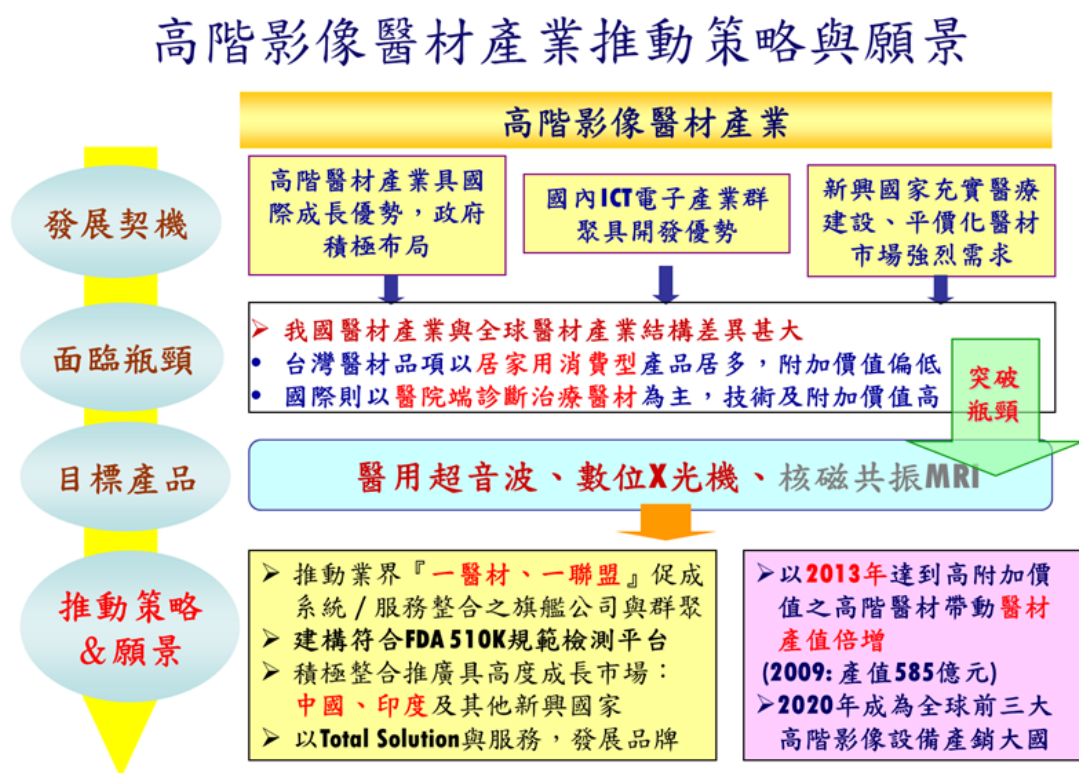 高階影像醫材產業推動策略與願景
高階影像醫材產業
發展契機
高階醫材產業具國
際成長優勢，政府
積極布局
國內ICT電子產業群
聚具開發優勢
新興國家充實醫療
建設、平價化醫材
市場強烈需求
面臨瓶頸
➢ 我國醫材產業與全球醫材產業結構差異甚大
• 台灣醫材品項以居家用消費型產品居多，附加價值偏低
• 國際則以醫院端診斷治療醫材為主，技術及附加價值高
突破
瓶頸
目標產品
醫用超音波、數位X光機、核磁共振MRI
推動策略
&願景
➢ 推動業界『一醫材、一聯盟』促成
系統/服務整合之旗艦公司與群聚
➢ 建構符合FDA 510K規範檢測平台
➢ 積極整合推廣具高度成長市場：
中國、印度及其他新興國家
➢ 以Total Solution與服務，發展品牌
➢以2013年達到高附加價
值之高階醫材帶動醫材
產值倍增
(2009: 產值585億元)
➢2020年成為全球前三大
高階影像設備產銷大國